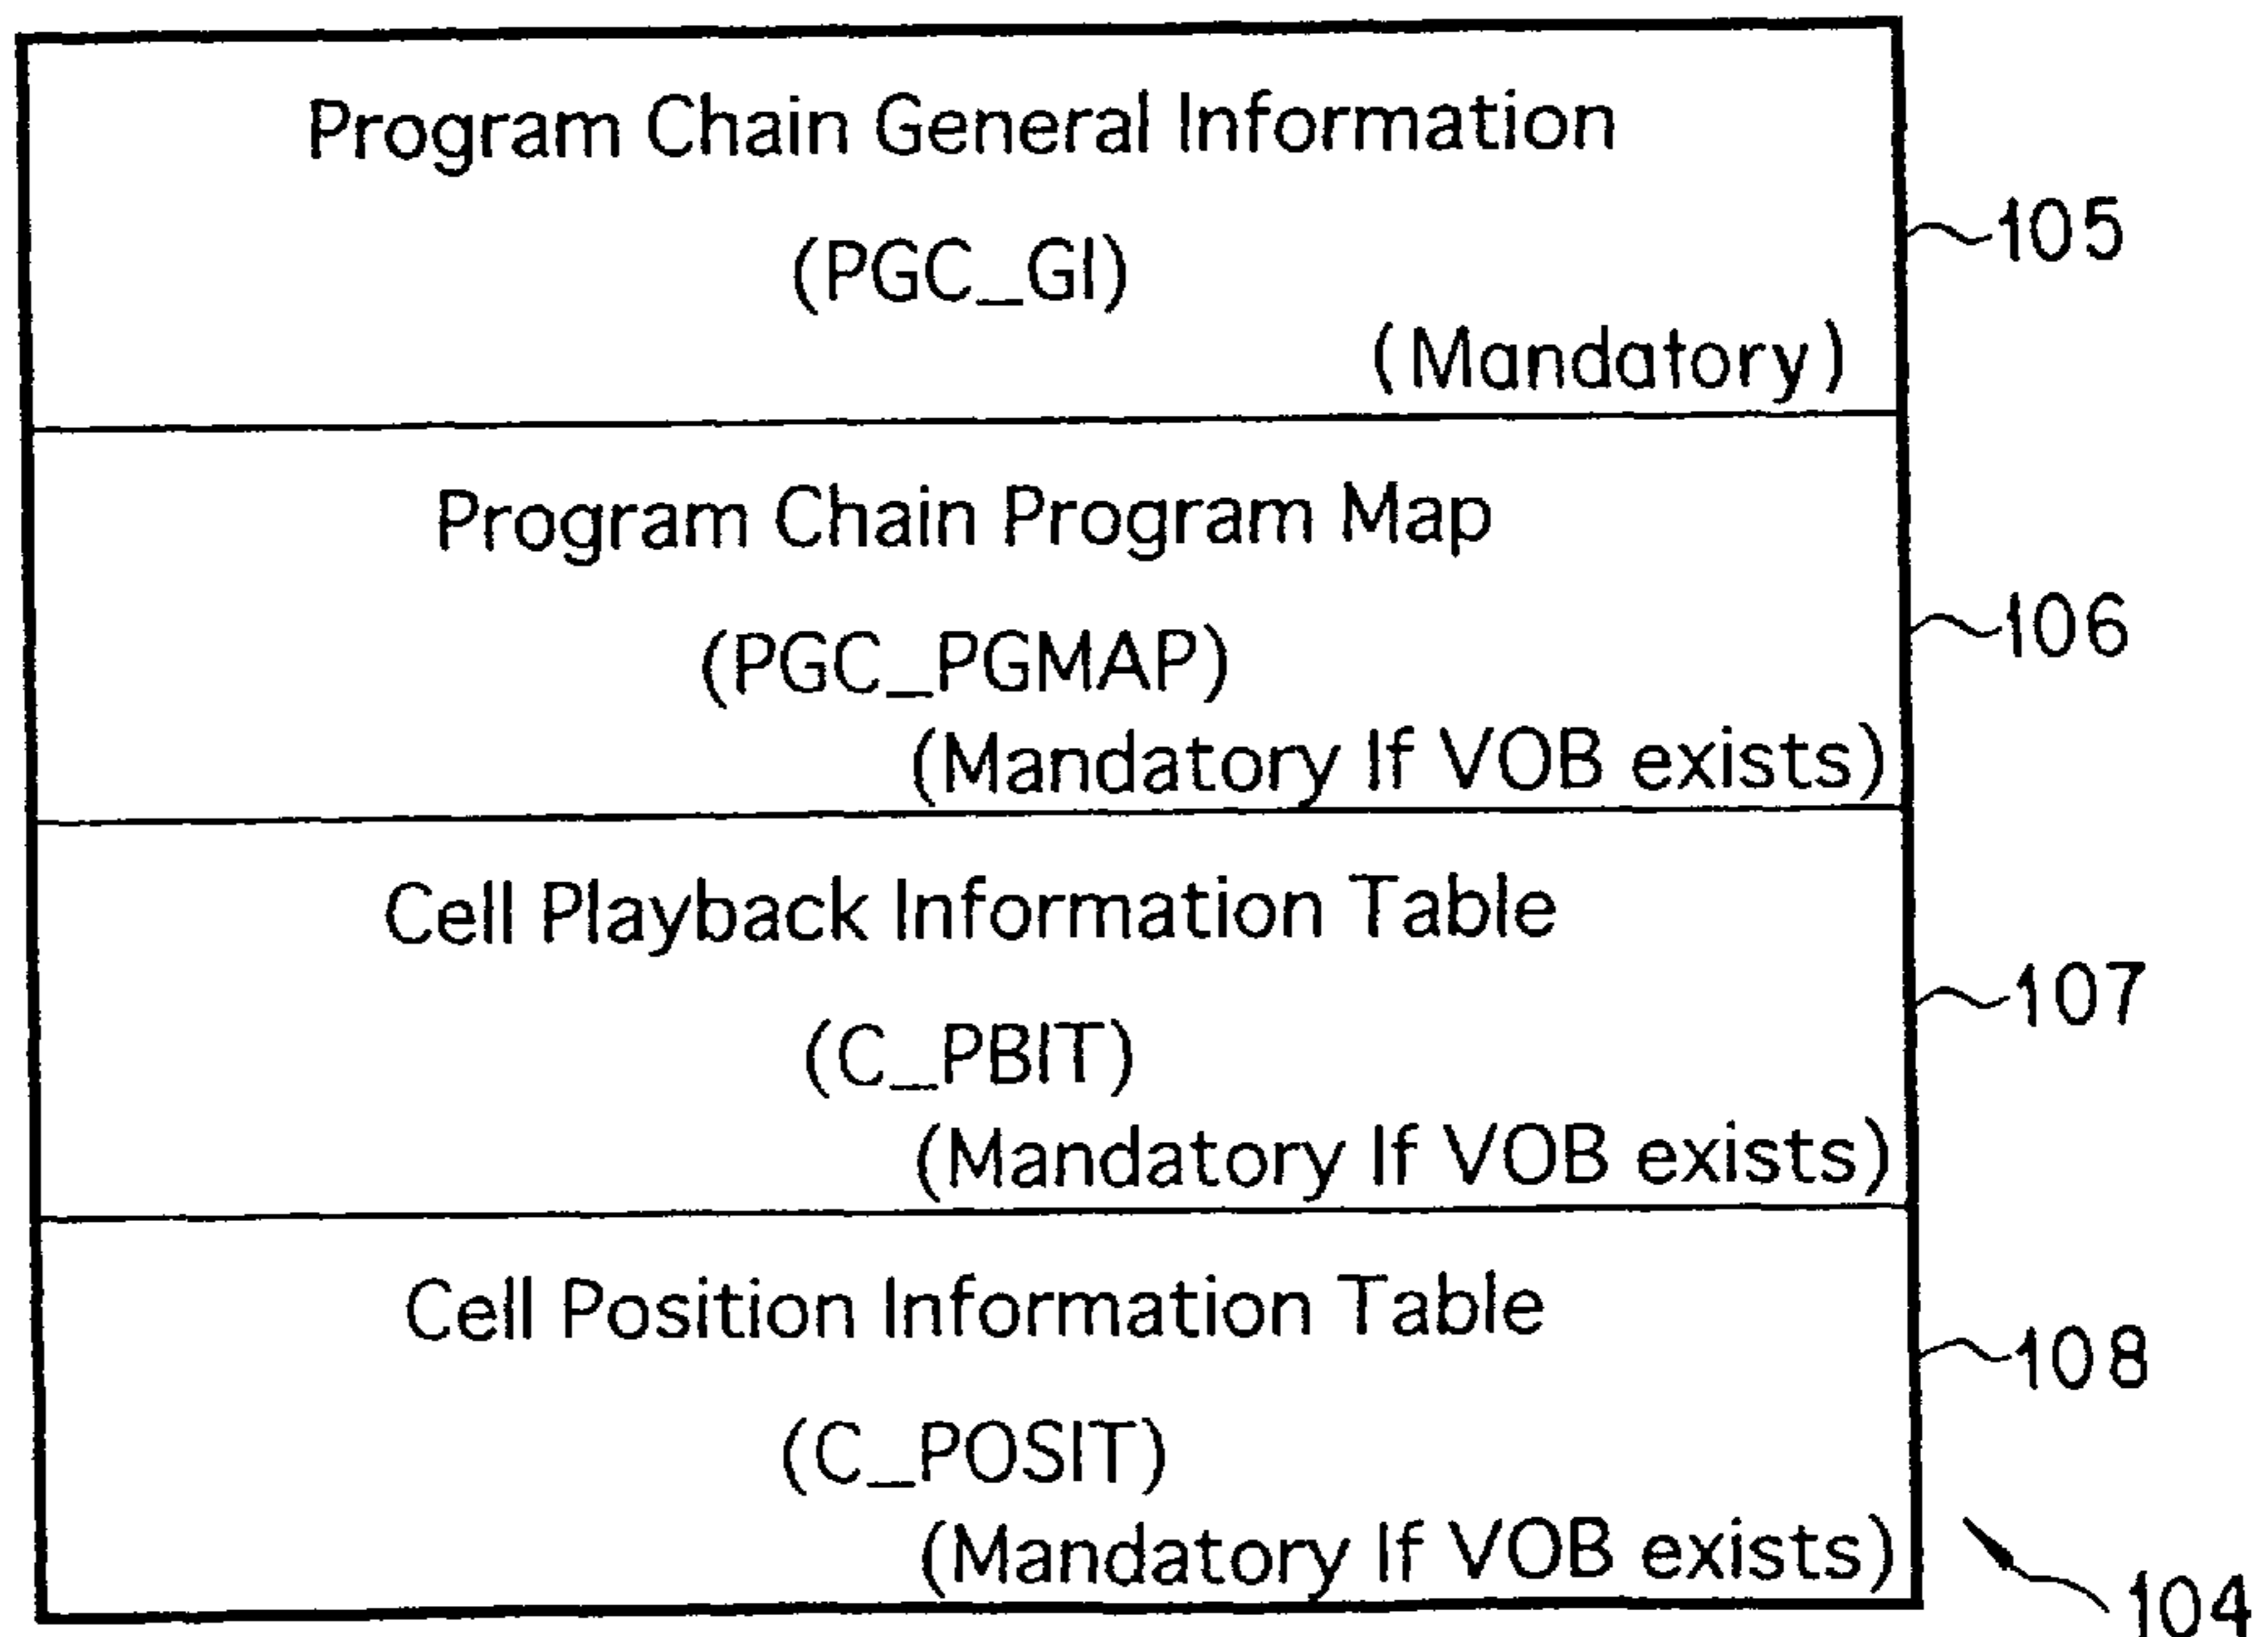 Program Chain General Information
(PGC_GI)
105
(Mandatory)
Program Chain Program Map
(PGC_PGMAP)
106
(Mandatory If VOB exists)
Cell Playback Information Table
107
(C_PBIT)
(Mandatory If VOB exists)
Cell Position Information Table
108
(C_POSIT)
(Mandatory If VOB exists)
104